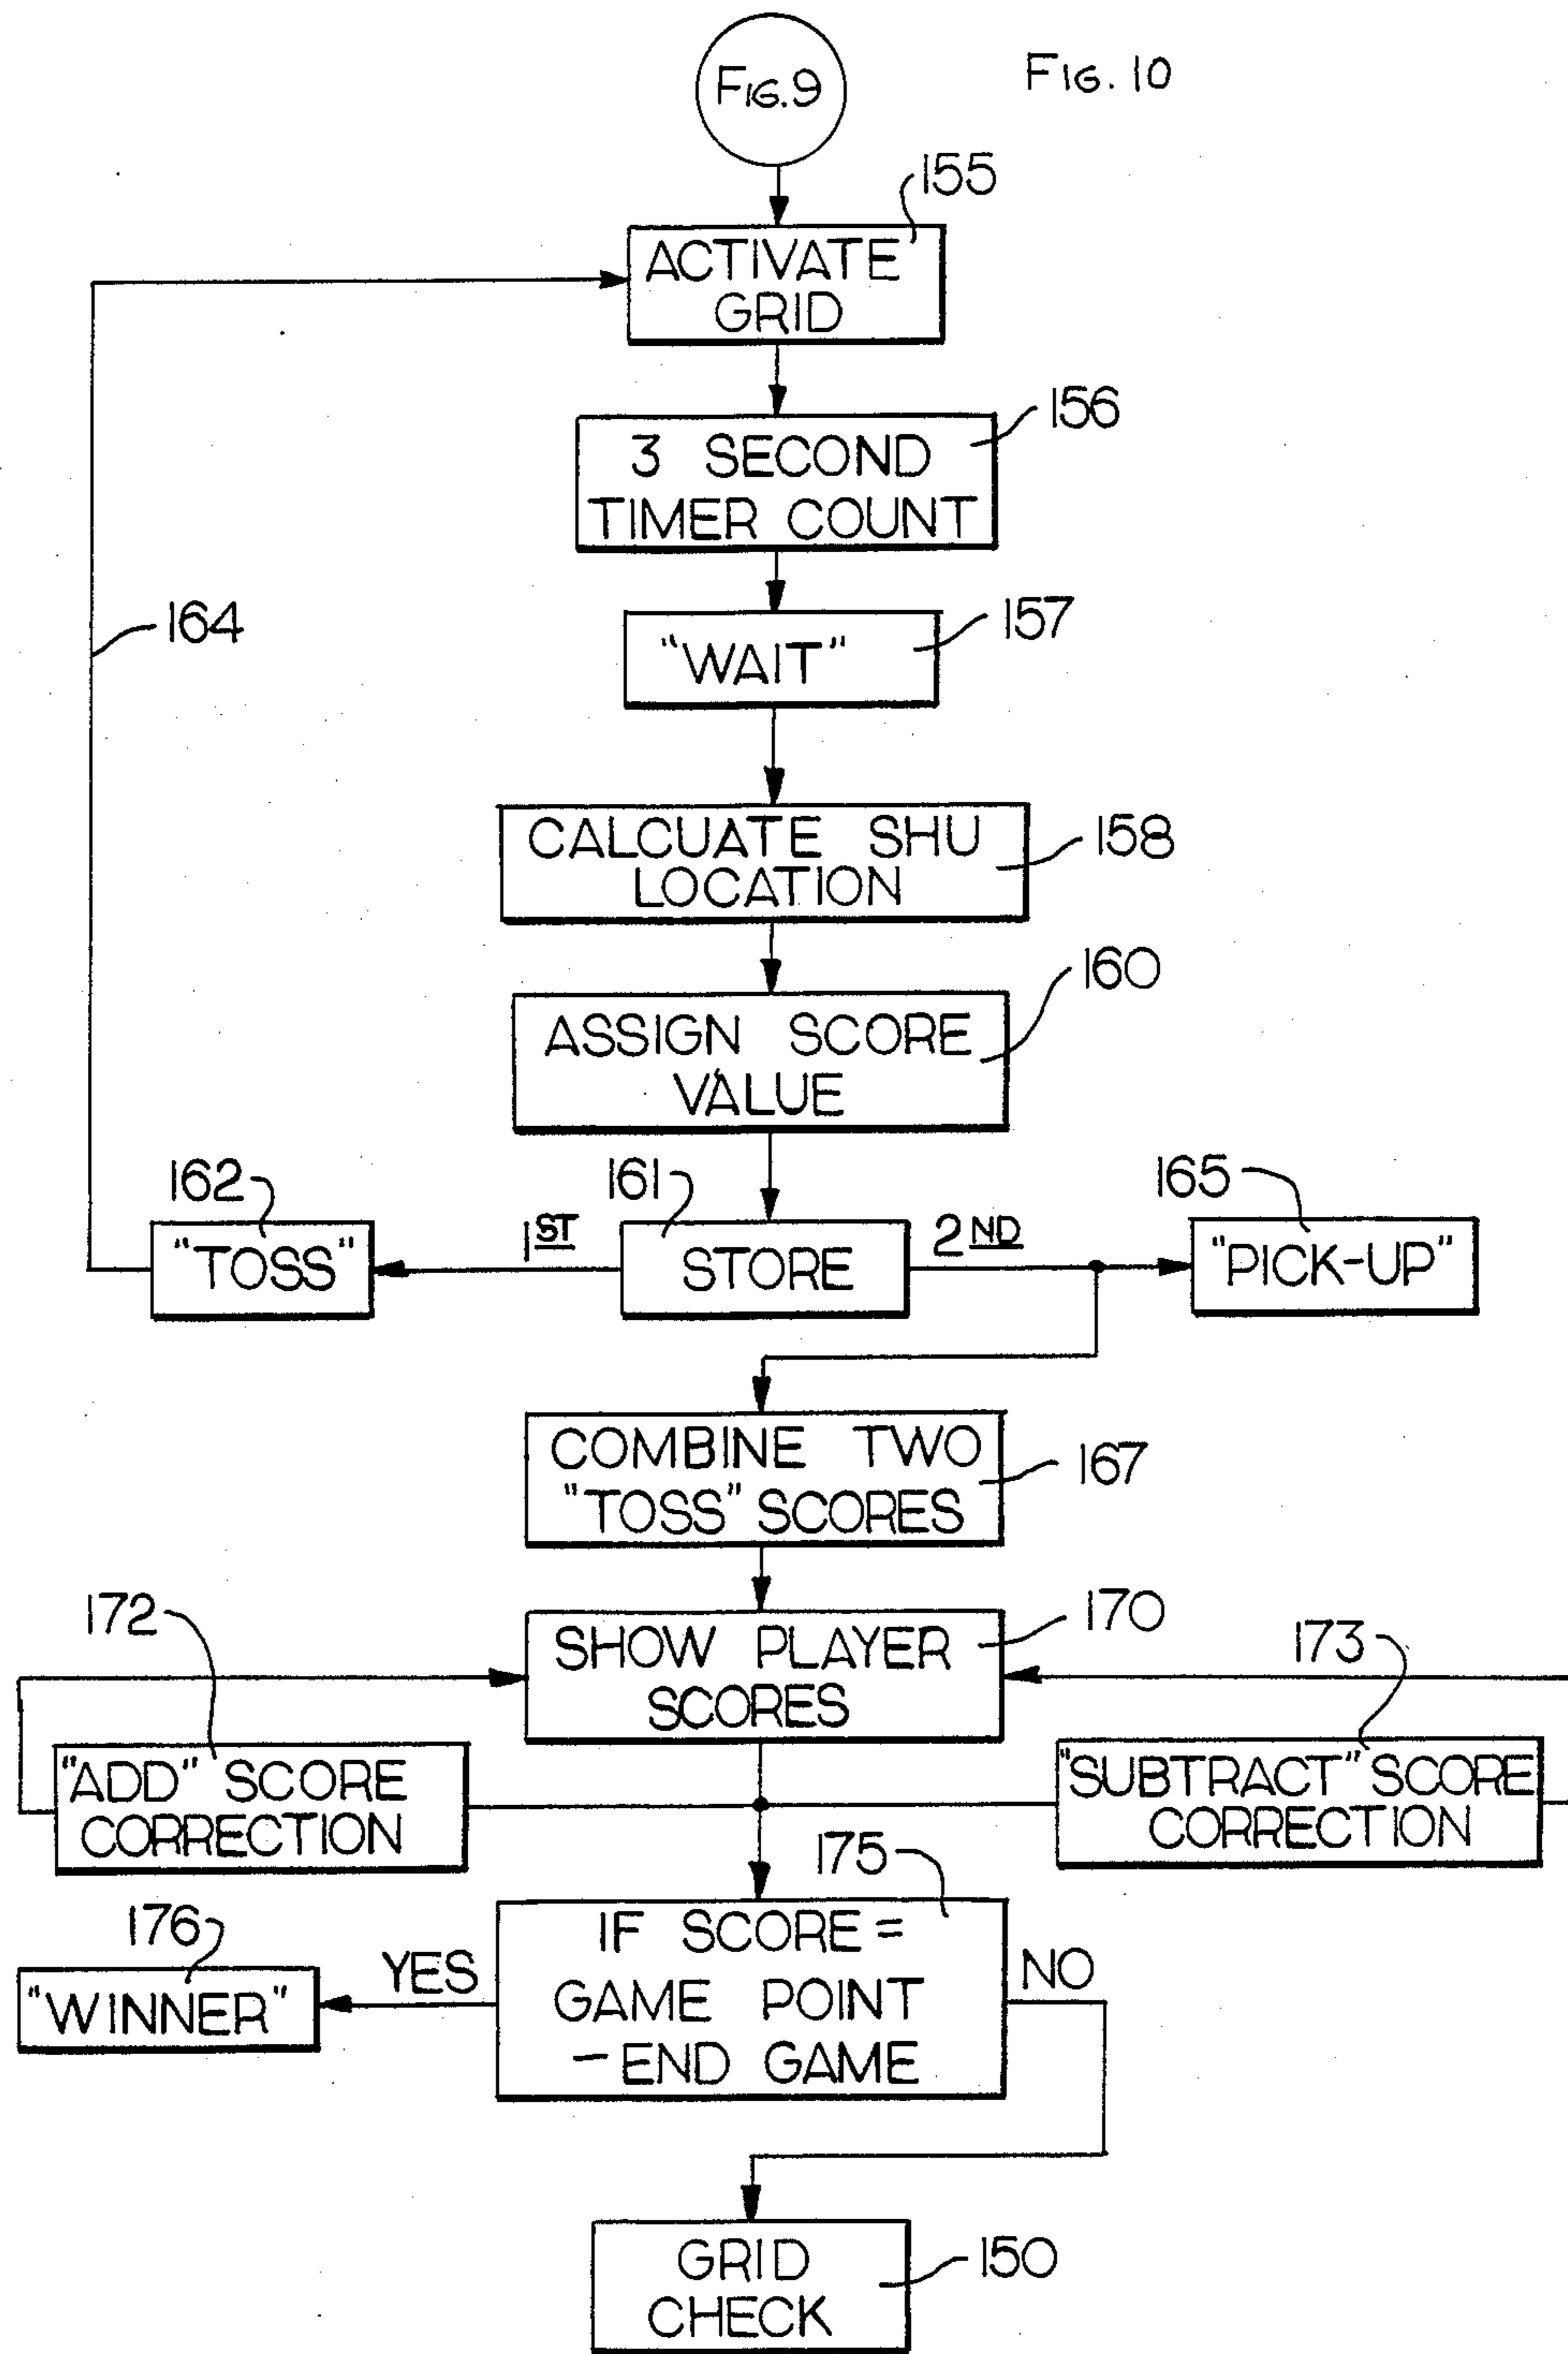 FIG.9
FIG. 10
155
ACTIVATE
GRID
156
3 SECOND
TIMER COUNT
164
157
"WAIT"
CALCUATE SHU
LOCATION
158
160
ASSIGN SCORE
VALUE
162
161
165
"TOSS"
1ST
STORE
2ND
"PICK-UP"
COMBINE TWO
"TOSS" SCORES
167
172
170
SHOW PLAYER
SCORES
173
"ADD" SCORE
CORRECTION
"SUBTRACT" SCORE
CORRECTION
175
176
IF SCORE =
GAME POINT
- END GAME
YES
NO
"WINNER"
GRID
CHECK
150